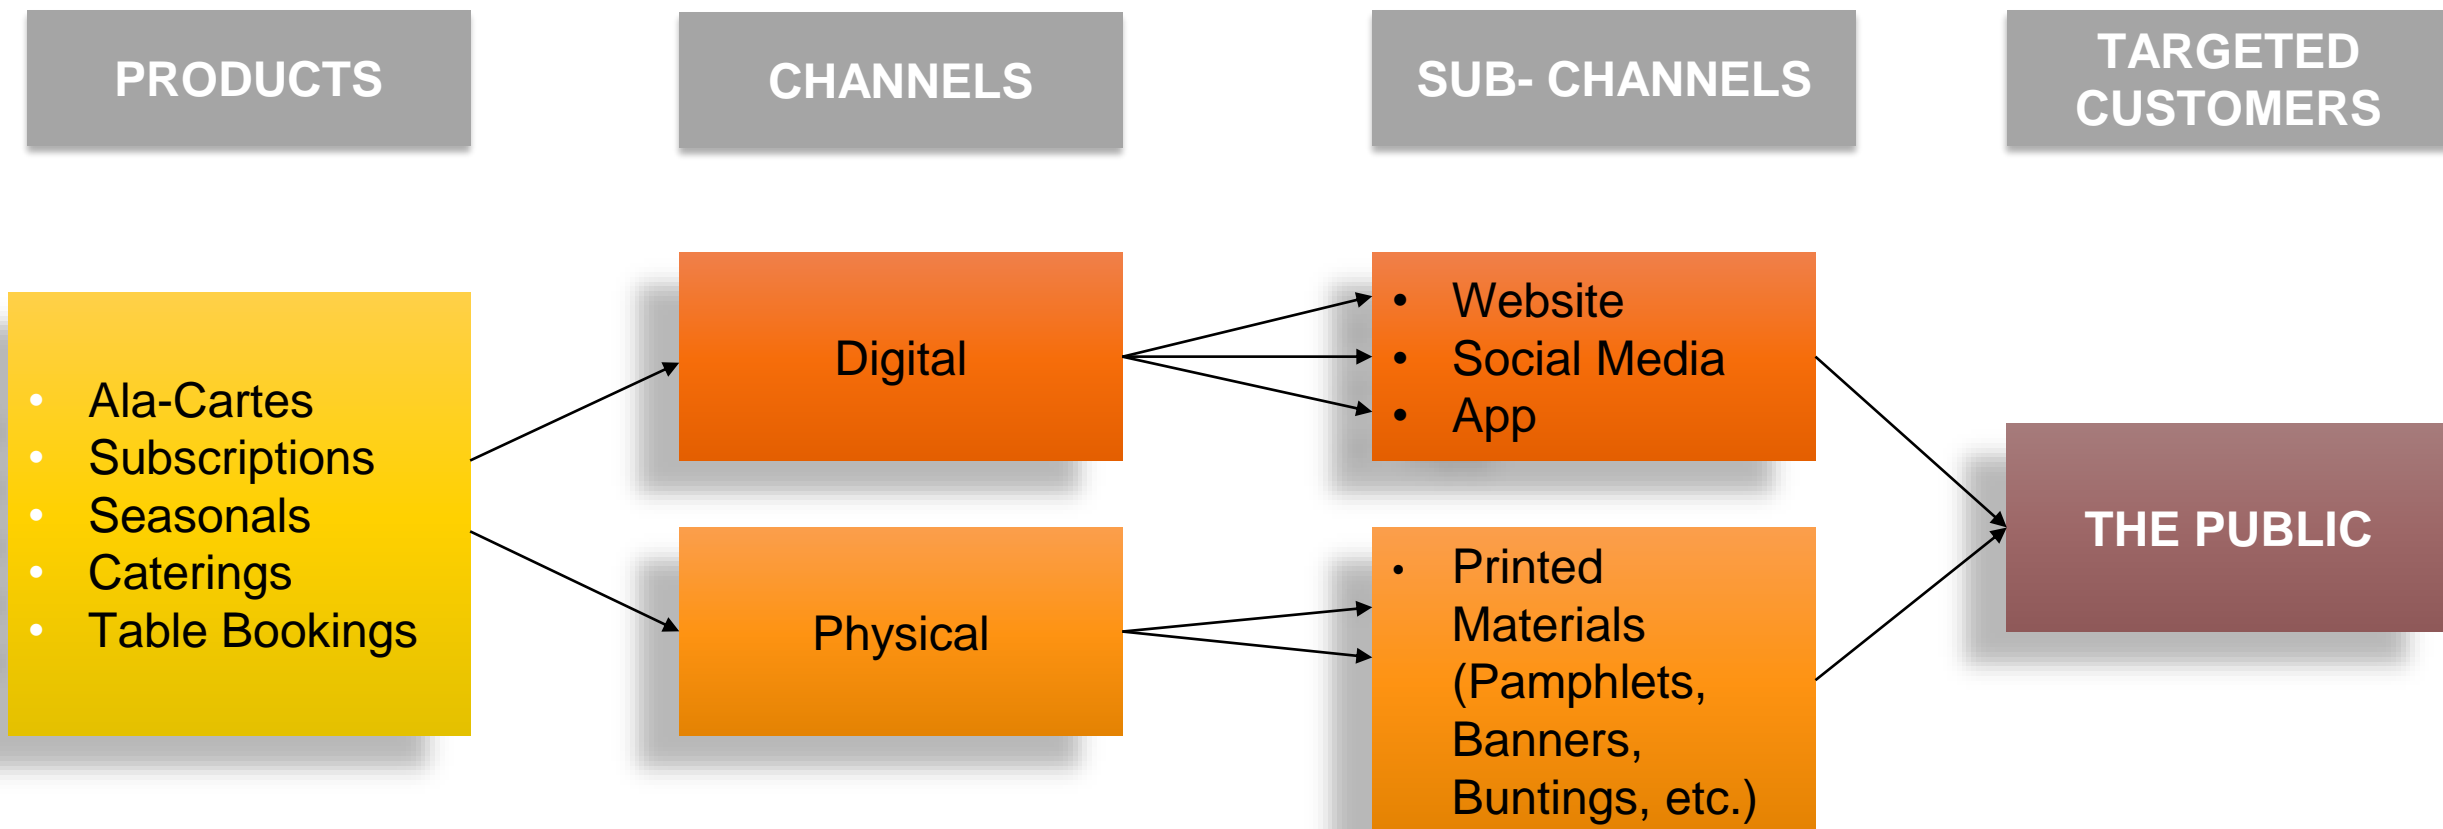 PRODUCTS
CHANNELS
SUB- CHANNELS
TARGETED
CUSTOMERS
• Ala-Cartes
• Subscriptions
• Seasonals
• Caterings
• Table Bookings
Digital
Physical
• Website
• Social Media
• App
• Printed
Materials
(Pamphlets,
Banners,
Buntings, etc.)
THE PUBLIC